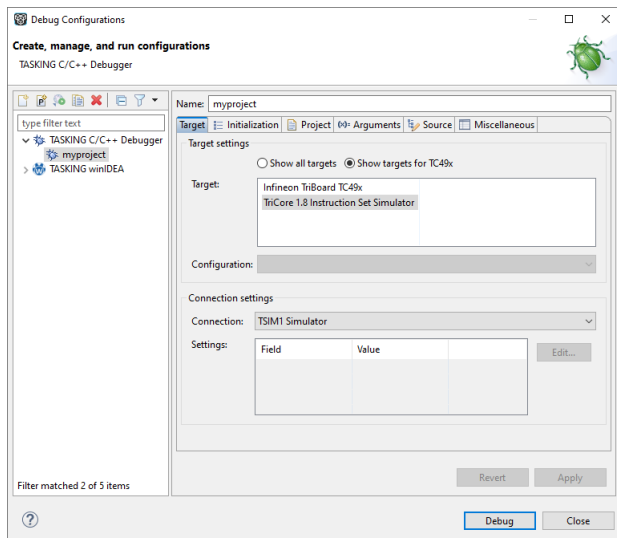 Debug Configurations
Create, manage, and run configurations
TASKING C/C++ Debugger
type filter text
TASKING C/C++ Debugger
myproject
TASKING winIDEA
Filter matched 2 of 5 items
Name: myproject
Target Initialization Project (x)= Arguments Source Miscellaneous
Target settings
Show all targets Show targets for TC49x
Target: Infineon TriBoard TC49x
TriCore 1.8 Instruction Set Simulator
Configuration:
Connection settings
Connection: TSIM1 Simulator
Settings: Field Value Edit...
Revert Apply
? Debug Close